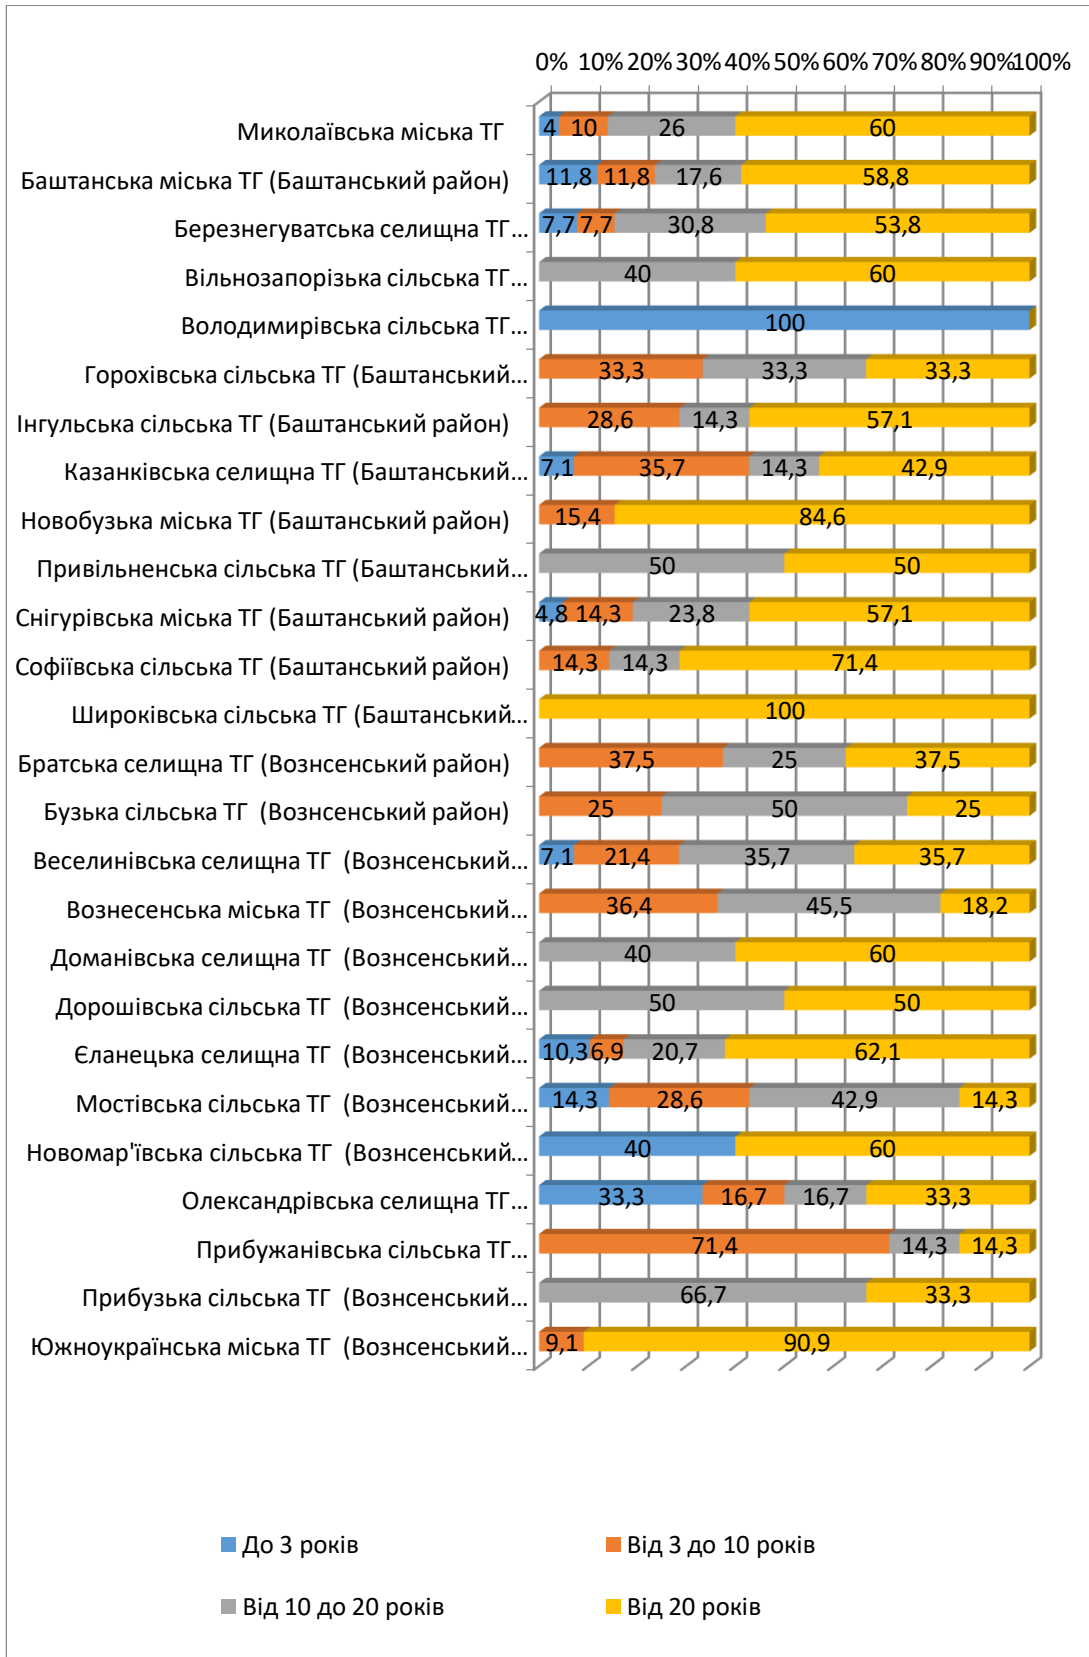 0% 10% 20% 30% 40% 50% 60% 70% 80% 90% 100%
Миколаївська міська ТГ 4 10 26 60
Баштанська міська ТГ (Баштанський район) 11,8 11,8 17,6 58,8
Березнегуватська селищна ТГ... 7,7 7,7 30,8 53,8
Вільнозапорізька сільська ТГ... 40 60
Володимирівська сільська ТГ... 100
Горохівська сільська ТГ (Баштанський... 33,3 33,3 33,3
Інгульська сільська ТГ (Баштанський район) 28,6 14,3 57,1
Казанківська селищна ТГ (Баштанський... 7,1 35,7 14,3 42,9
Новобузька міська ТГ (Баштанський район) 15,4 84,6
Привільненська сільська ТГ (Баштанський... 50 50
Снігурівська міська ТГ (Баштанський район) 4,8 14,3 23,8 57,1
Софіївська сільська ТГ (Баштанський район) 14,3 14,3 71,4
Широківська сільська ТГ (Баштанський... 100
Братська селищна ТГ (Вознсенський район) 37,5 25 37,5
Бузька сільська ТГ (Вознсенський район) 25 50 25
Веселинівська селищна ТГ (Вознсенський... 7,1 21,4 35,7 35,7
Вознесенська міська ТГ (Вознсенський... 36,4 45,5 18,2
Доманівська селищна ТГ (Вознсенський... 40 60
Дорошівська сільська ТГ (Вознсенський... 50 50
Єланецька селищна ТГ (Вознсенський... 10,3 6,9 20,7 62,1
Мостівська сільська ТГ (Вознсенський... 14,3 28,6 42,9 14,3
Новомар'ївська сільська ТГ (Вознсенський... 40 60
Олександрівська селищна ТГ... 33,3 16,7 16,7 33,3
Прибужанівська сільська ТГ... 71,4 14,3 14,3
Прибузька сільська ТГ (Вознсенський... 66,7 33,3
Южноукраїнська міська ТГ (Вознсенський... 9,1 90,9
До 3 років Від 3 до 10 років
Від 10 до 20 років Від 20 років